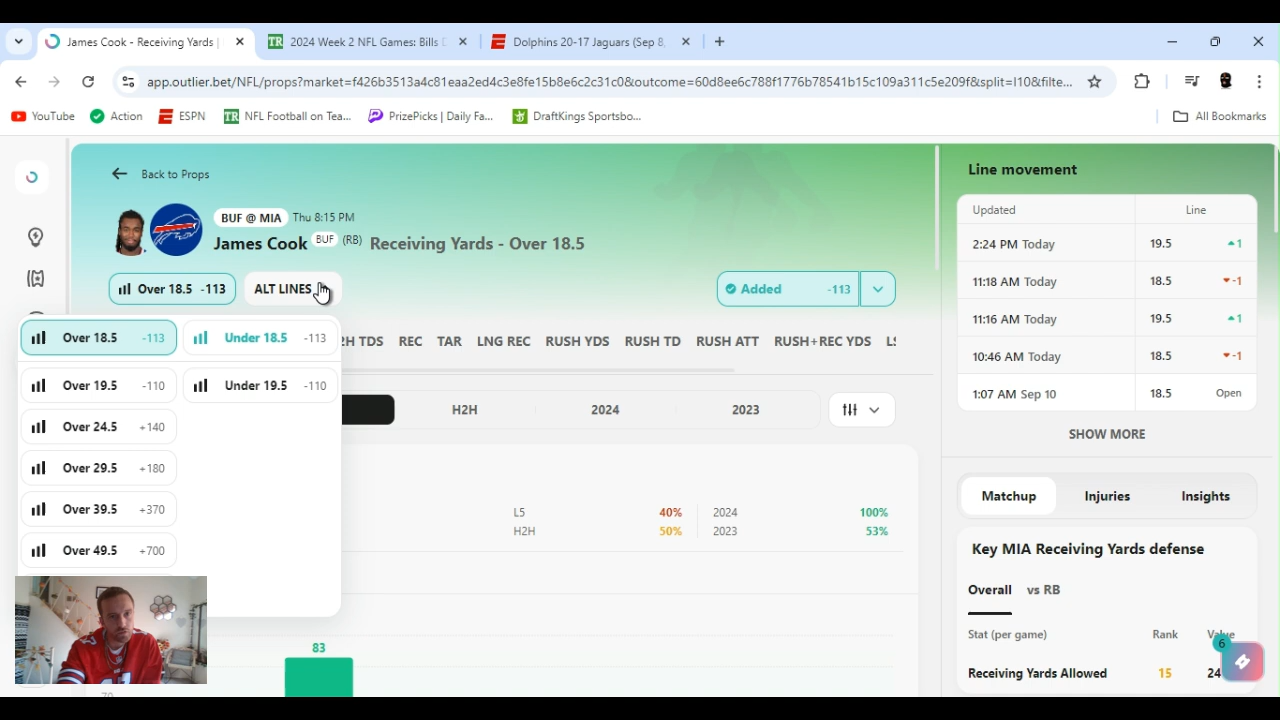 James Cook - Receiving Yards |
2024 Week 2 NFL Games: Bills
Dolphins 20-17 Jaguars (Sep 8,
app.outlier.bet/NFL/props?market=f426b3513a4c81eaa2ed4c3e8fe15b8e6c2c31c0&outcome=60d8ee6c788f1776b78541b15c109a311c5e209f&split=l10&filte...
YouTube
Action
ESPN
TR
NFL Football on Tea...
PrizePicks | Daily Fa...
DraftKings Sportsbo...
All Bookmarks
Back to Props
BUF @ MIA Thu 8:15 PM
James Cook BUF (RB) Receiving Yards - Over 18.5
Over 18.5 -113
ALT LINES
Added -113
Over 18.5 -113
Under 18.5 -113
TDS REC TAR LNG REC RUSH YDS RUSH TD RUSH ATT RUSH+REC YDS
Over 19.5 -110
Under 19.5 -110
H2H 2024 2023
Over 24.5 +140
Over 29.5 +180
Over 39.5 +370
Over 49.5 +700
L5 40% 2024 100%
H2H 50% 2023 53%
83
70
Line movement
Updated Line
2:24 PM Today 19.5 1
11:18 AM Today 18.5 -1
11:16 AM Today 19.5 1
10:46 AM Today 18.5 -1
1:07 AM Sep 10 18.5 Open
SHOW MORE
Matchup Injuries Insights
Key MIA Receiving Yards defense
Overall vs RB
Stat (per game) Rank Value
6
Receiving Yards Allowed 15 24